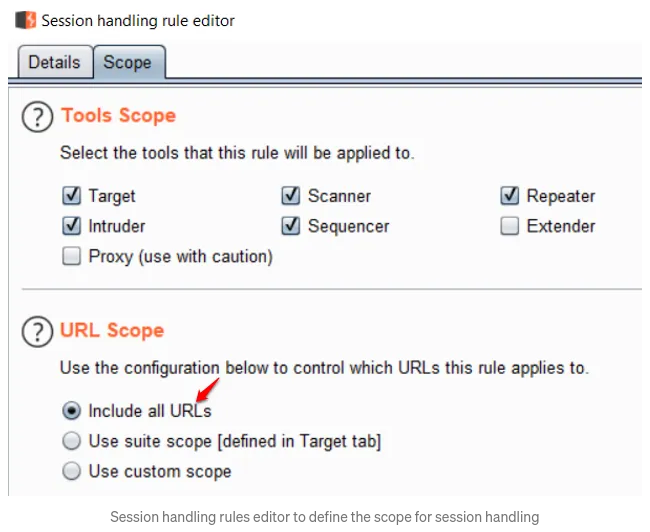 Session handling rule editor
Details Scope
? Tools Scope
Select the tools that this rule will be applied to.
Target Scanner Repeater
Intruder Sequencer Extender
Proxy (use with caution)
? URL Scope
Use the configuration below to control which URLs this rule applies to.
Include all URLs
Use suite scope [defined in Target tab]
Use custom scope
Session handling rules editor to define the scope for session handling